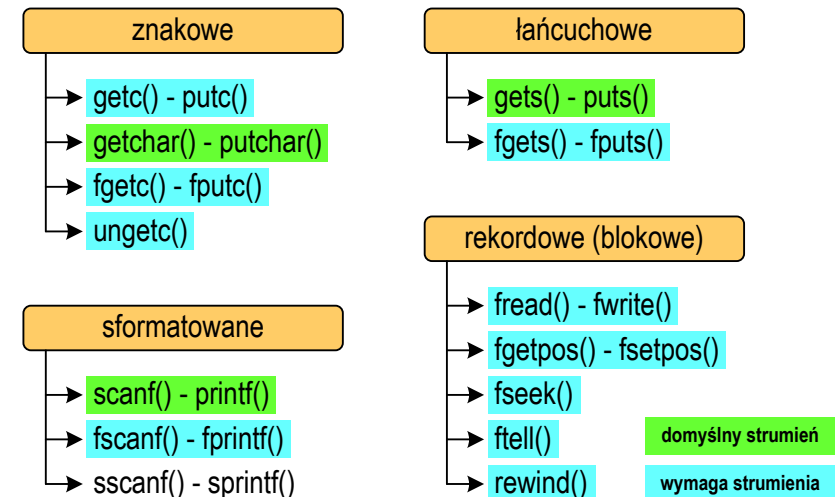 znakowe
getc() - putc()
getchar() - putchar()
fgetc() - fputc()
ungetc()
sformatowane
scanf() - printf()
fscanf() - fprintf()
sscanf() - sprintf()
łańcuchowe
gets() - puts()
fgets() - fputs()
rekordowe (blokowe)
fread() - fwrite()
fgetpos() - fsetpos()
fseek()
ftell()
rewind()
domyślny strumień
wymaga strumienia